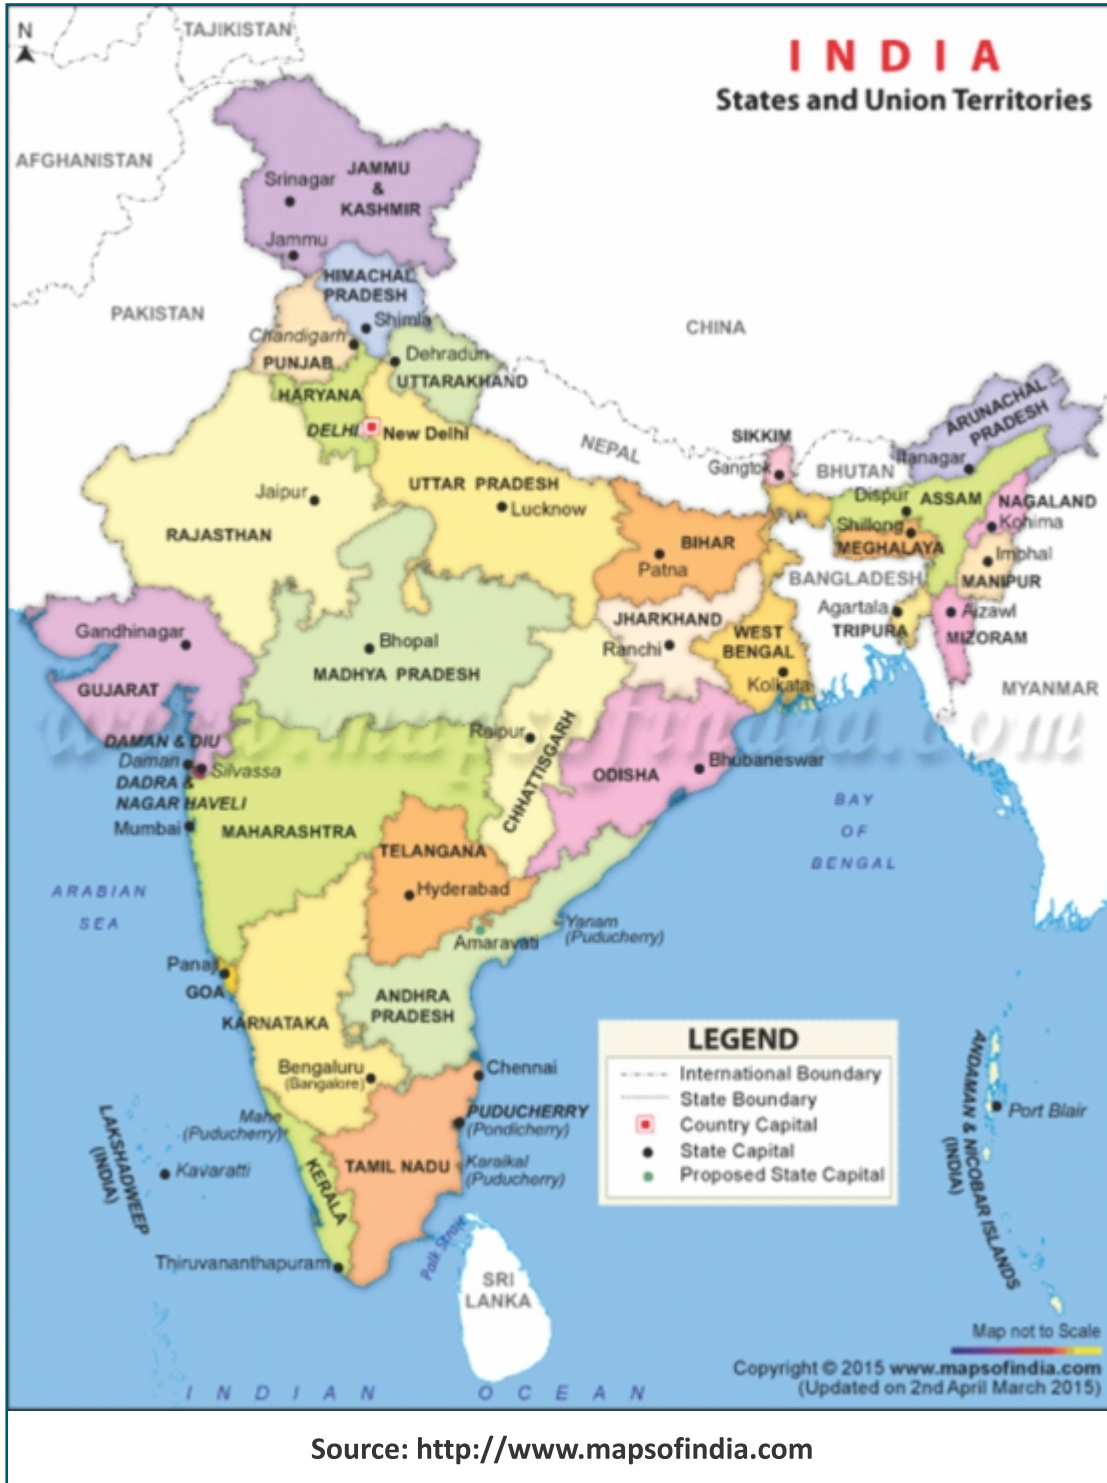 INDIA
States and Union Territories
N
TAJIKISTAN
AFGHANISTAN
PAKISTAN
CHINA
NEPAL
BHUTAN
BANGLADESH
MYANMAR
SRI
LANKA
JAMMU
&
KASHMIR
Srinagar
Jammu
HIMACHAL
PRADESH
Shimla
Chandigarh
PUNJAB
Dehradun
UTTARAKHAND
HARYANA
DELHI
New Delhi
UTTAR PRADESH
Lucknow
Jaipur
RAJASTHAN
BIHAR
Patna
SIKKIM
Gangtok
ARUNACHAL
PRADESH
Itanagar
Dispur
ASSAM
NAGALAND
Kohima
Shillong
MEGHALAYA
Imphal
MANIPUR
Agartala
TRIPURA
Aizawl
MIZORAM
JHARKHAND
Ranchi
WEST
BENGAL
Kolkata
Gandhinagar
GUJARAT
Bhopal
MADHYA PRADESH
Raipur
CHHATTISGARH
www.mapsofindia.com
DAMAN & DIU
Daman
Silvassa
DADRA &
NAGAR HAVELI
Mumbai
MAHARASHTRA
ODISHA
Bhubaneswar
TELANGANA
Hyderabad
Amaravati
Yanam
(Puducherry)
BAY
OF
BENGAL
ARABIAN
SEA
Panaji
GOA
KARNATAKA
ANDHRA
PRADESH
Bengaluru
(Bangalore)
Chennai
Mahe
(Puducherry)
PUDUCHERRY
(Pondicherry)
TAMIL NADU
Karaikal
(Puducherry)
KERALA
LAKSHADWEEP
(INDIA)
Kavaratti
Thiruvananthapuram
Palk Strait
LEGEND
International Boundary
State Boundary
Country Capital
State Capital
Proposed State Capital
ANDAMAN & NICOBAR ISLANDS
(INDIA)
Port Blair
INDIAN OCEAN
Map not to Scale
Copyright © 2015 www.mapsofindia.com
(Updated on 2nd April March 2015)
Source: http://www.mapsofindia.com